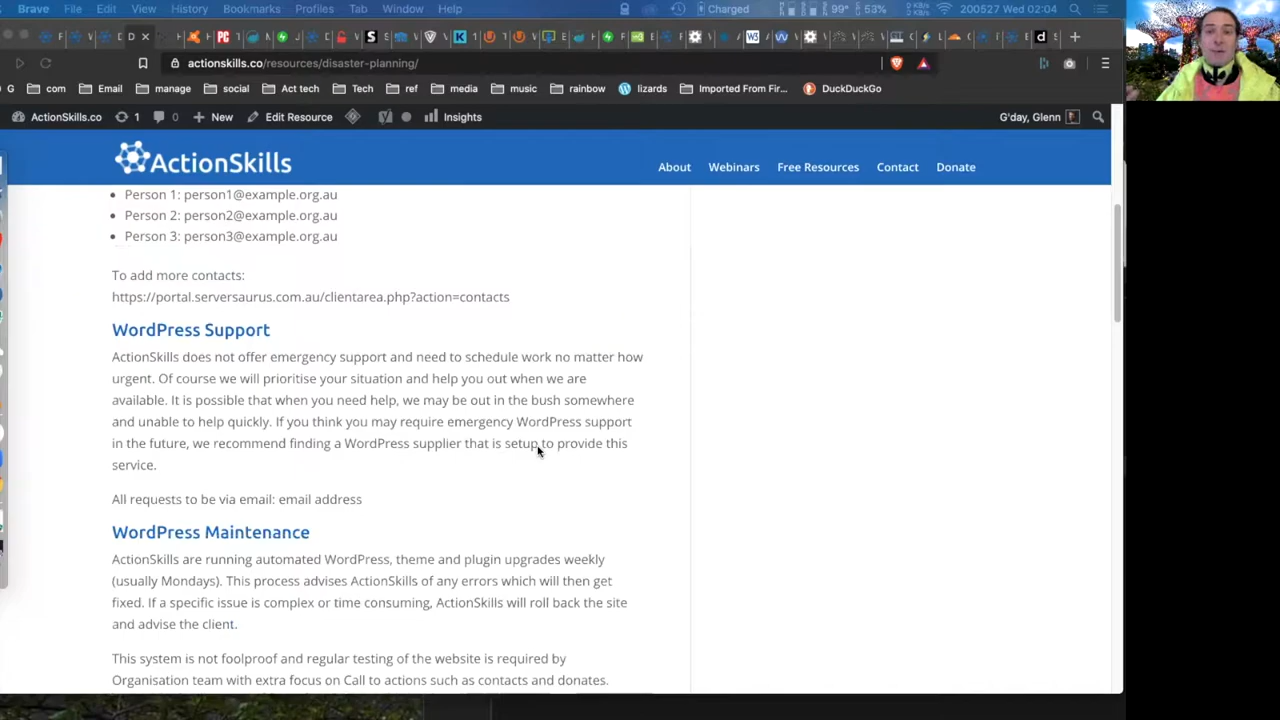 Brave File Edit View History Bookmarks Profiles Tab Window Help Charged 99° 53% 200527 Wed 02:04
actionskills.co/resources/disaster-planning/
G com Email manage social Act tech Tech ref media music rainbow lizards Imported From Fir... DuckDuckGo
ActionSkills.co 1 0 New Edit Resource Insights G'day, Glenn
ActionSkills About Webinars Free Resources Contact Donate
Person 1: person1@example.org.au
Person 2: person2@example.org.au
Person 3: person3@example.org.au
To add more contacts:
https://portal.serversaurus.com.au/clientarea.php?action=contacts
WordPress Support
ActionSkills does not offer emergency support and need to schedule work no matter how
urgent. Of course we will prioritise your situation and help you out when we are
available. It is possible that when you need help, we may be out in the bush somewhere
and unable to help quickly. If you think you may require emergency WordPress support
in the future, we recommend finding a WordPress supplier that is setup to provide this
service.
All requests to be via email: email address
WordPress Maintenance
ActionSkills are running automated WordPress, theme and plugin upgrades weekly
(usually Mondays). This process advises ActionSkills of any errors which will then get
fixed. If a specific issue is complex or time consuming, ActionSkills will roll back the site
and advise the client.
This system is not foolproof and regular testing of the website is required by
Organisation team with extra focus on Call to actions such as contacts and donates.